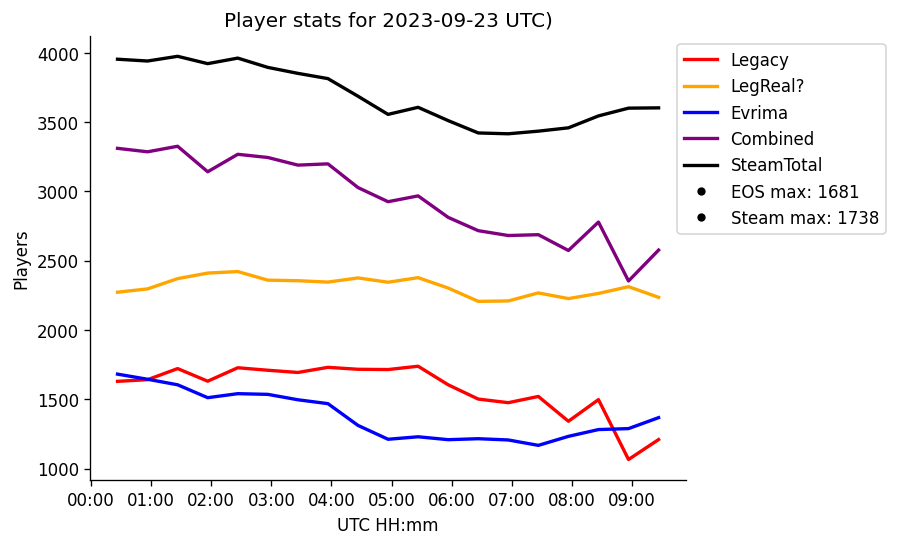 Player stats for 2023-09-23 UTC)
4000
3500
3000
2500
2000
1500
1000
Players
00:00 01:00 02:00 03:00 04:00 05:00 06:00 07:00 08:00 09:00
UTC HH:mm
Legacy
LegReal?
Evrima
Combined
SteamTotal
EOS max: 1681
Steam max: 1738